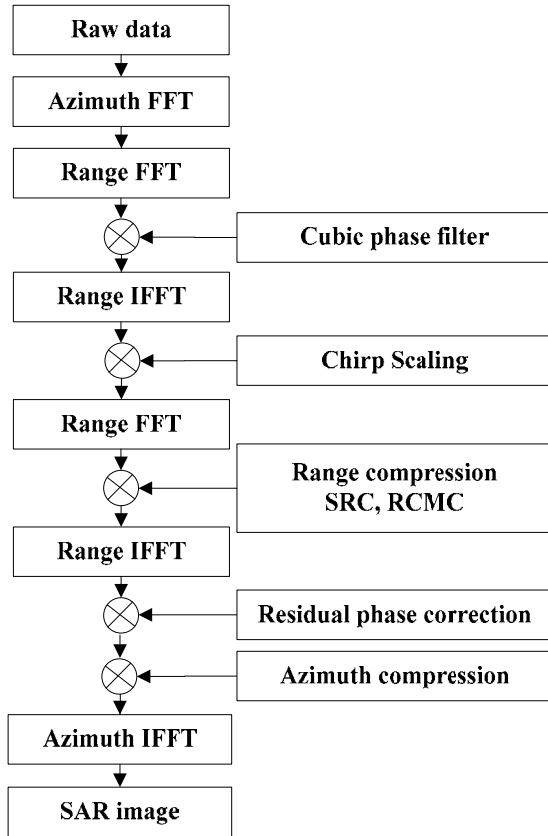 Raw data
Azimuth FFT
Range FFT
Cubic phase filter
Range IFFT
Chirp Scaling
Range FFT
Range compression
SRC, RCMC
Range IFFT
Residual phase correction
Azimuth compression
Azimuth IFFT
SAR image